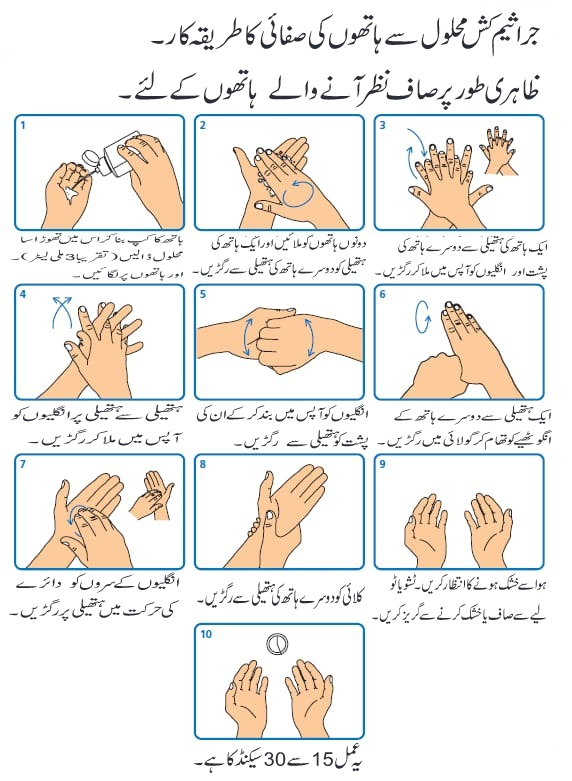 جراثیم کش محلول سے ہاتھوں کی صفائی کا طریقہ کار۔
ظاہری طور پر صاف نظر آنے والے ہاتھوں کے لئے۔
1
ہاتھ کا کپ بنا کر اس میں تھوڑا سا
محلول ڈالیں (تقریبا 3 ملی لیٹر)۔
اور ہاتھوں پر لگائیں۔
2
دونوں ہاتھوں کو ملائیں اور ایک ہاتھ کی
ہتھیلی کو دوسرے ہاتھ کی ہتھیلی سے رگڑیں۔
3
ایک ہاتھ کی ہتھیلی سے دوسرے ہاتھ کی
پشت اور انگلیوں کو آپس میں ملا کر رگڑیں۔
4
ہتھیلی سے ہتھیلی پر انگلیوں کو
آپس میں ملا کر رگڑیں۔
5
انگلیوں کو آپس میں بند کر کے ان کی
پشت کو ہتھیلی سے رگڑیں۔
6
ایک ہتھیلی سے دوسرے ہاتھ کے
انگوٹھے کو تھام کر گولائی میں رگڑیں۔
7
انگلیوں کے سروں کو دائرے
کی حرکت میں ہتھیلی پر رگڑیں۔
8
کلائی کو دوسرے ہاتھ کی ہتھیلی سے رگڑیں۔
9
ہوا سے خشک ہونے کا انتظار کریں۔ ٹشو یا تو
لیے سے صاف یا خشک کرنے سے گریز کریں۔
10
یہ عمل 15 سے 30 سیکنڈ کا ہے۔